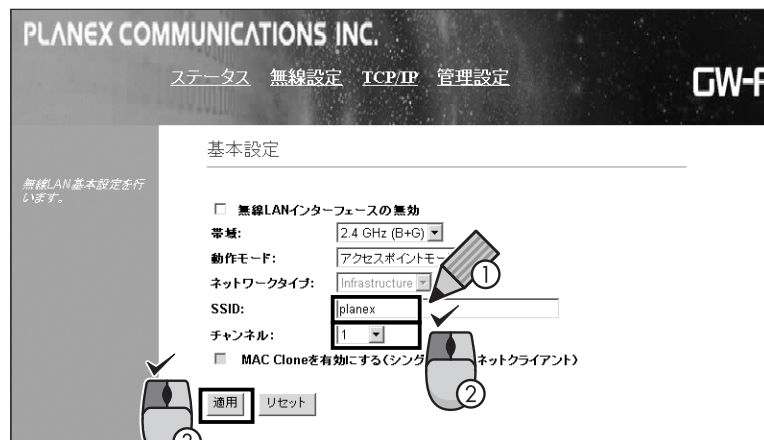 PLANEX COMMUNICATIONS INC.
ステータス 無線設定 TCP/IP 管理設定
GW-
基本設定
無線LAN基本設定を行
います。
無線LANインターフェースの無効
帯域: 2.4 GHz (B+G)
動作モード: アクセスポイントモー
ネットワークタイプ: Infrastructure
①
SSID: planex
チャンネル: 1
MAC Cloneを有効にする(シング ネットクライアント)
②
適用 リセット